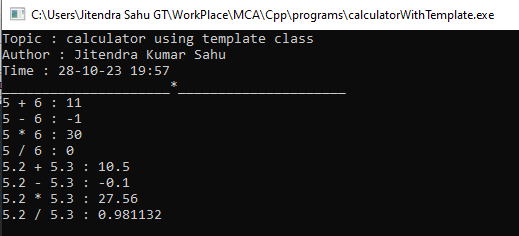 C:\Users\Jitendra Sahu GT\WorkPlace\MCA\Cpp\programs\calculatorWithTemplate.exe
Topic : calculator using template class
Author : Jitendra Kumar Sahu
Time : 28-10-23 19:57
_____________________*_____________________
5 + 6 : 11
5 - 6 : -1
5 * 6 : 30
5 / 6 : 0
5.2 + 5.3 : 10.5
5.2 - 5.3 : -0.1
5.2 * 5.3 : 27.56
5.2 / 5.3 : 0.981132